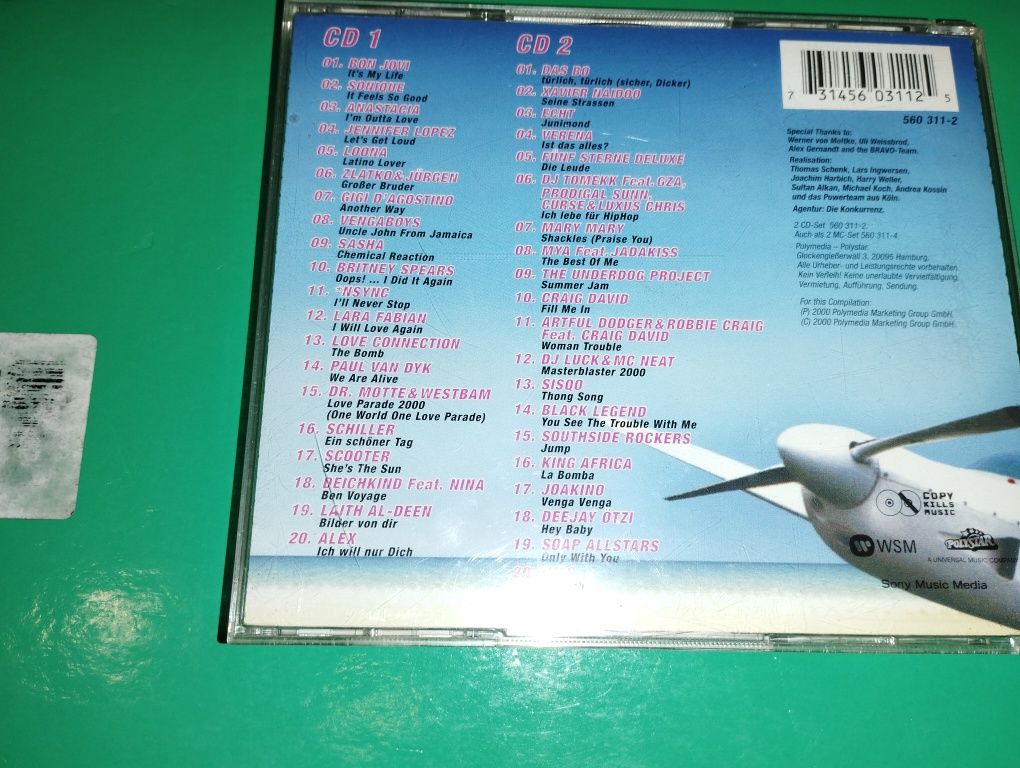 CD 1
01. BON JOVI
It's My Life
02. SONIQUE
It Feels So Good
03. ANASTACIA
I'm Outta Love
04. JENNIFER LOPEZ
Let's Get Loud
05. LOONA
Latino Lover
06. ZLATKO & JÜRGEN
Großer Bruder
07. GIGI D'AGOSTINO
Another Way
08. VENGABOYS
Uncle John From Jamaica
09. SASHA
Chemical Reaction
10. BRITNEY SPEARS
Oops! ... I Did It Again
11. *NSYNC
I'll Never Stop
12. LARA FABIAN
I Will Love Again
13. LOVE CONNECTION
The Bomb
14. PAUL VAN DYK
We Are Alive
15. DR. MOTTE & WESTBAM
Love Parade 2000
(One World One Love Parade)
16. SCHILLER
Ein schöner Tag
17. SCOOTER
She's The Sun
18. DEICHKIND Feat. NINA
Bon Voyage
19. LAITH AL-DEEN
Bilder von dir
20. ALEX
Ich will nur Dich
CD 2
01. DAS BO
türlich, türlich (sicher, Dicker)
02. XAVIER NAIDOO
Seine Strassen
03. ECHT
Junimond
04. VERENA
Ist das alles?
05. FÜNF STERNE DELUXE
Die Leude
06. DJ TOMEKK Feat. GZA,
PRODIGAL SUNN,
CURSE & LUXUS CHRIS
Ich lebe für HipHop
07. MARY MARY
Shackles (Praise You)
08. MYA Feat. JADAKISS
The Best Of Me
09. THE UNDERDOG PROJECT
Summer Jam
10. CRAIG DAVID
Fill Me In
11. ARTFUL DODGER & ROBBIE CRAIG
Feat. CRAIG DAVID
Woman Trouble
12. DJ LUCK & MC NEAT
Masterblaster 2000
13. SISQO
Thong Song
14. BLACK LEGEND
You See The Trouble With Me
15. SOUTHSIDE ROCKERS
Jump
16. KING AFRICA
La Bomba
17. JOAKINO
Venga Venga
18. DEEJAY ÖTZI
Hey Baby
19. SOAP ALLSTARS
Only With You
20.
7 31456 03112 5
560 311-2
Special Thanks to:
Werner von Moltke, Uli Weissbrod,
Alex Gernandt and the BRAVO-Team.
Realisation:
Thomas Schenk, Lars Ingwersen,
Joachim Harbich, Harry Weller,
Sultan Alkan, Michael Koch, Andrea Kossin
und das Powerteam aus Köln.
Agentur: Die Konkurrenz.
2 CD-Set 560 311-2.
Auch als 2 MC-Set 560 311-4
Polymedia – Polystar.
Glockengießerwall 3, 20095 Hamburg.
Alle Urheber- und Leistungsrechte vorbehalten.
Kein Verleih! Keine unerlaubte Vervielfältigung,
Vermietung, Aufführung, Sendung.
For this Compilation:
(P) 2000 Polymedia Marketing Group GmbH.
(C) 2000 Polymedia Marketing Group GmbH.
COPY
KILLS
MUSIC
WSM
POLYSTAR
A UNIVERSAL MUSIC COMPANY
Sony Music Media